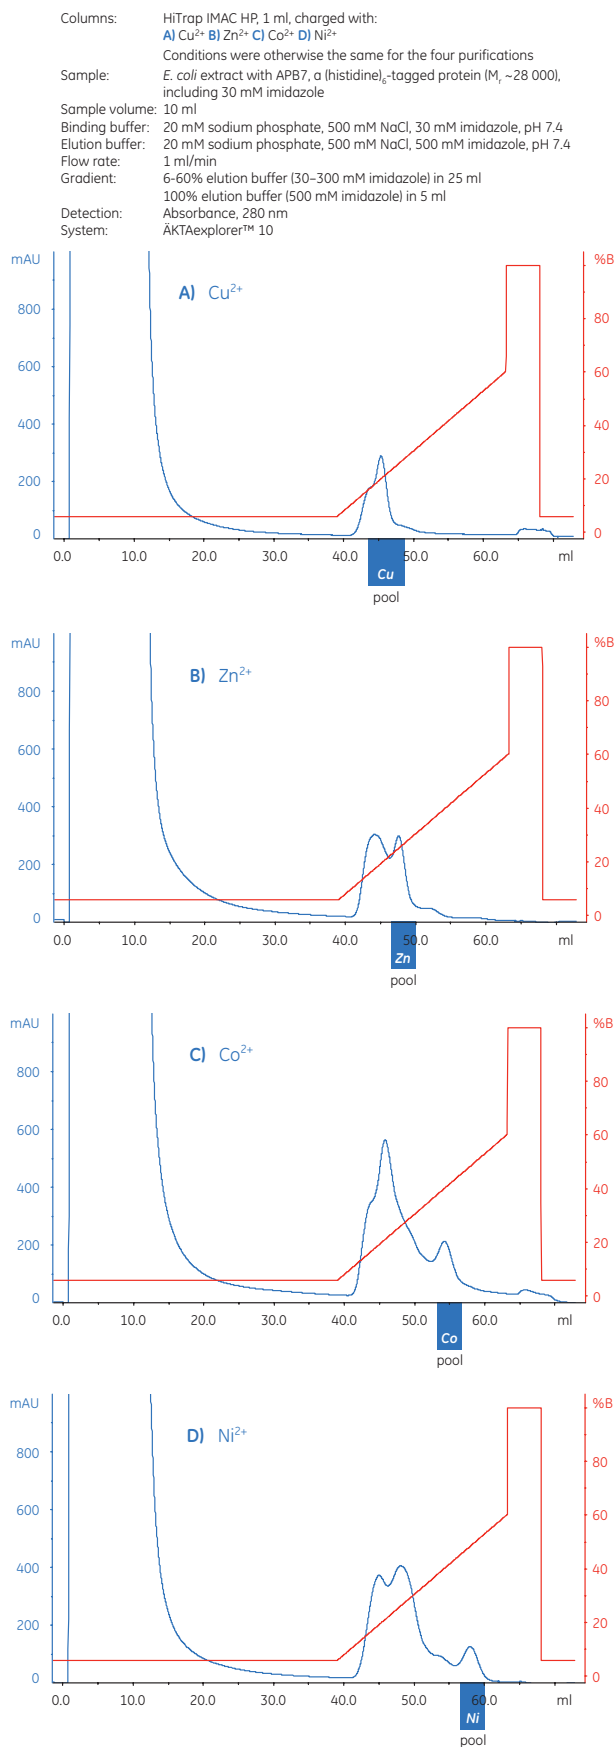 Columns: HiTrap IMAC HP, 1 ml, charged with:
A) Cu²⁺ B) Zn²⁺ C) Co²⁺ D) Ni²⁺
Conditions were otherwise the same for the four purifications
Sample: E. coli extract with APB7, a (histidine)₆-tagged protein (Mᵣ ~28 000),
including 30 mM imidazole
Sample volume: 10 ml
Binding buffer: 20 mM sodium phosphate, 500 mM NaCl, 30 mM imidazole, pH 7.4
Elution buffer: 20 mM sodium phosphate, 500 mM NaCl, 500 mM imidazole, pH 7.4
Flow rate: 1 ml/min
Gradient: 6-60% elution buffer (30–300 mM imidazole) in 25 ml
100% elution buffer (500 mM imidazole) in 5 ml
Detection: Absorbance, 280 nm
System: ÄKTAexplorer™ 10
mAU %B
A) Cu²⁺
800 80
600 60
400 40
200 20
0 0
0.0 10.0 20.0 30.0 40.0 50.0 60.0 ml
Cu
pool
mAU %B
B) Zn²⁺
800 80
600 60
400 40
200 20
0 0
0.0 10.0 20.0 30.0 40.0 50.0 60.0 ml
Zn
pool
mAU %B
C) Co²⁺
800 80
600 60
400 40
200 20
0 0
0.0 10.0 20.0 30.0 40.0 50.0 60.0 ml
Co
pool
mAU %B
D) Ni²⁺
800 80
600 60
400 40
200 20
0 0
0.0 10.0 20.0 30.0 40.0 50.0 60.0 ml
Ni
pool